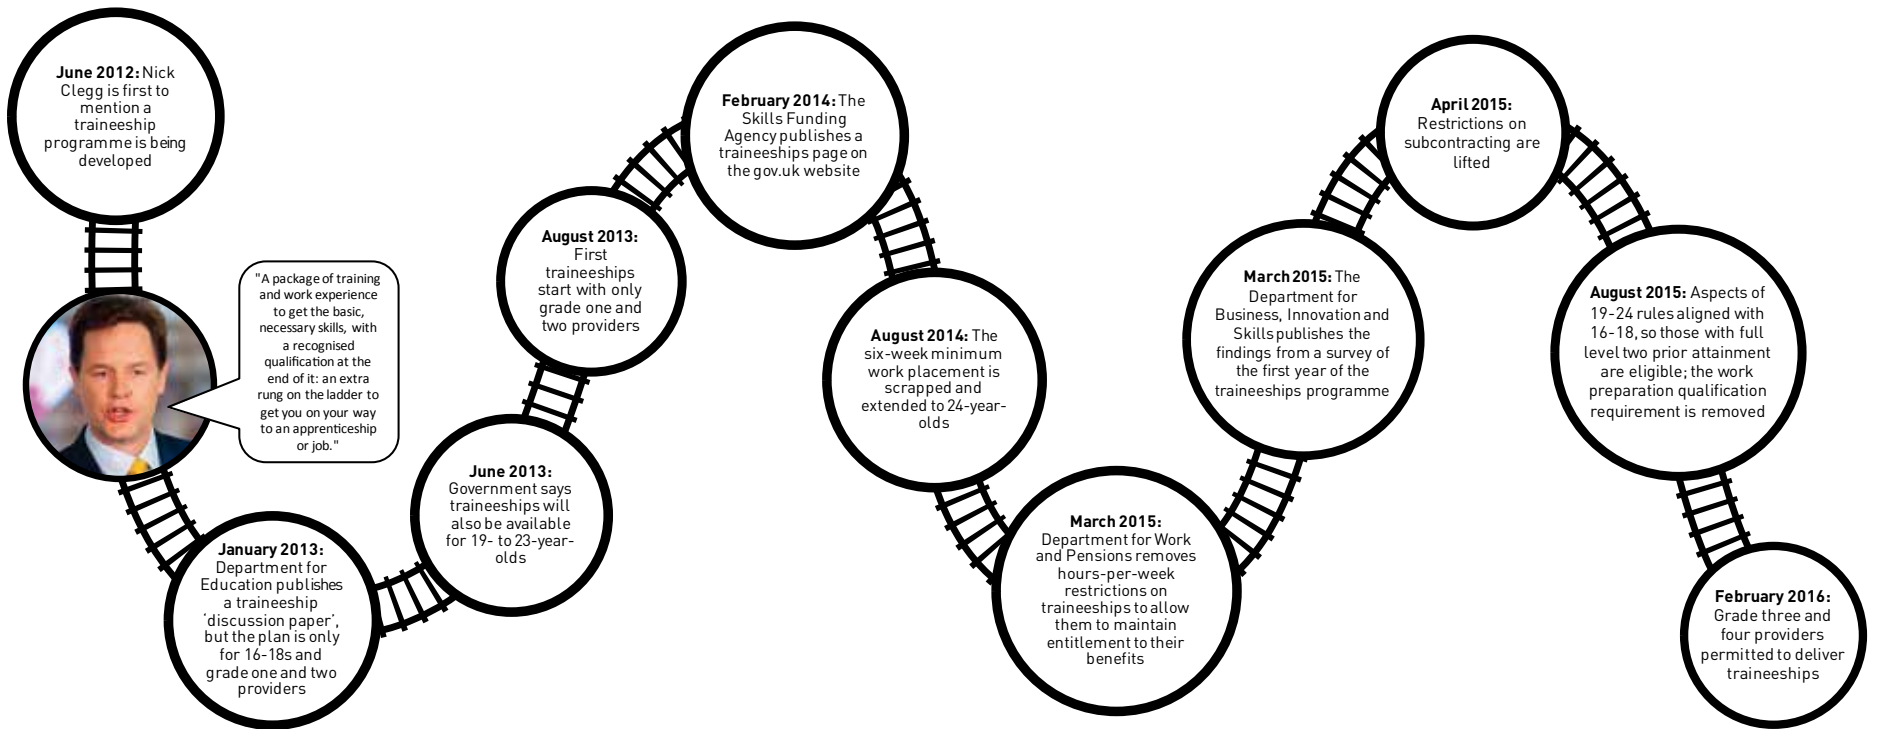 June 2012: Nick
Clegg is first to
mention a
traineeship
programme is being
developed
"A package of training
and work experience
to get the basic,
necessary skills, with
a recognised
qualification at the
end of it: an extra
rung on the ladder to
get you on your way
to an apprenticeship
or job."
January 2013:
Department for
Education publishes
a traineeship
‘discussion paper’,
but the plan is only
for 16-18s and
grade one and two
providers
June 2013:
Government says
traineeships will
also be available
for 19- to 23-year-
olds
August 2013:
First
traineeships
start with only
grade one and
two providers
February 2014: The
Skills Funding
Agency publishes a
traineeships page on
the gov.uk website
August 2014: The
six-week minimum
work placement is
scrapped and
extended to 24-year-
olds
March 2015:
Department for Work
and Pensions removes
hours-per-week
restrictions on
traineeships to allow
them to maintain
entitlement to their
benefits
March 2015: The
Department for
Business, Innovation and
Skills publishes the
findings from a survey of
the first year of the
traineeships programme
April 2015:
Restrictions on
subcontracting are
lifted
August 2015: Aspects of
19-24 rules aligned with
16-18, so those with full
level two prior attainment
are eligible; the work
preparation qualification
requirement is removed
February 2016:
Grade three and
four providers
permitted to deliver
traineeships